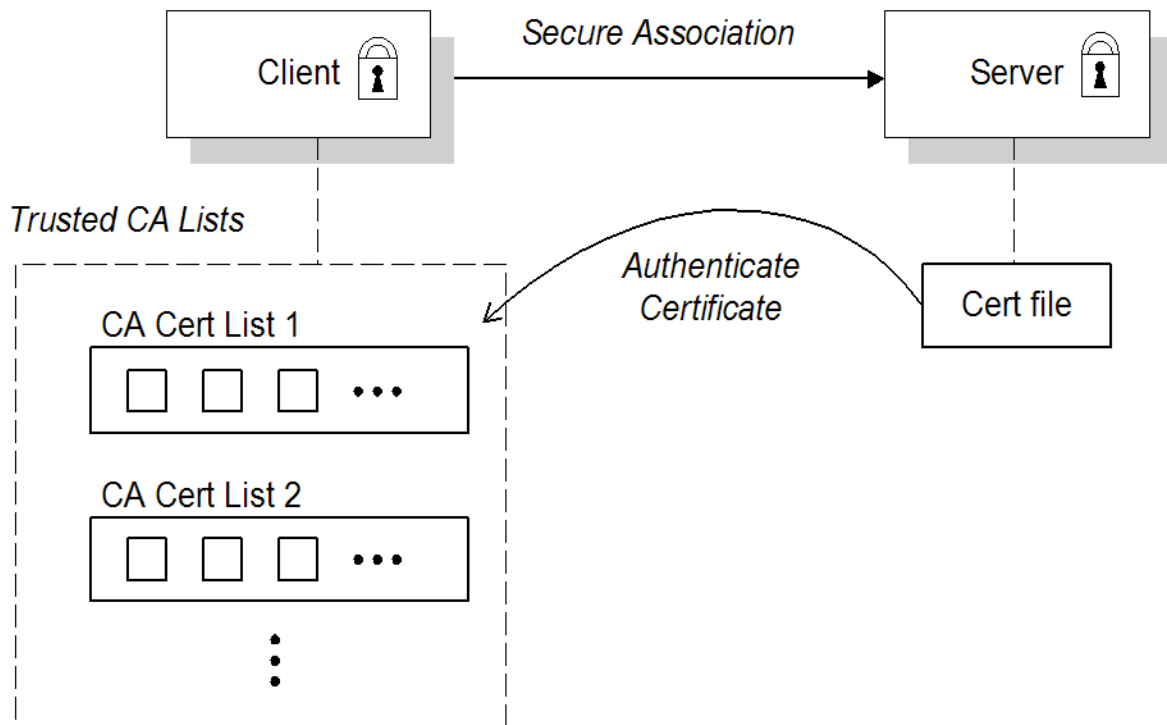 Secure Association
Client
Server
Trusted CA Lists
Authenticate
Certificate
Cert file
CA Cert List 1
CA Cert List 2